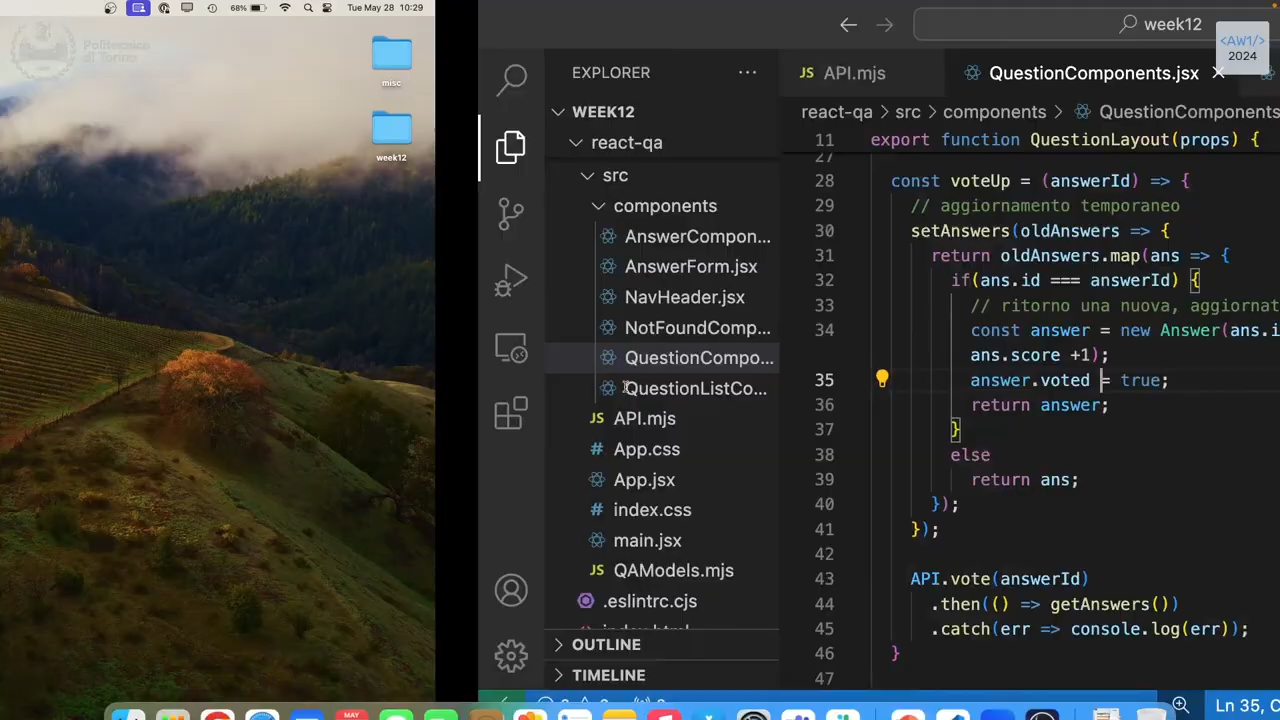 68%
Tue May 28 10:29
Politecnico
di Torino
misc
week12
week12
<AW1/>
2024
EXPLORER
API.mjs
QuestionComponents.jsx
WEEK12
react-qa
src
components
AnswerCompon...
AnswerForm.jsx
NavHeader.jsx
NotFoundComp...
QuestionCompo...
QuestionListCo...
API.mjs
App.css
App.jsx
index.css
main.jsx
QAModels.mjs
.eslintrc.cjs
OUTLINE
TIMELINE
react-qa > src > components > QuestionComponents
11 export function QuestionLayout(props) {
27
28 const voteUp = (answerId) => {
29 // aggiornamento temporaneo
30 setAnswers(oldAnswers => {
31 return oldAnswers.map(ans => {
32 if(ans.id === answerId) {
33 // ritorno una nuova, aggiornat
34 const answer = new Answer(ans.i
ans.score +1);
35 answer.voted = true;
36 return answer;
37 }
38 else
39 return ans;
40 });
41 });
42
43 API.vote(answerId)
44 .then(() => getAnswers())
45 .catch(err => console.log(err));
46 }
47
Ln 35, C
MAY